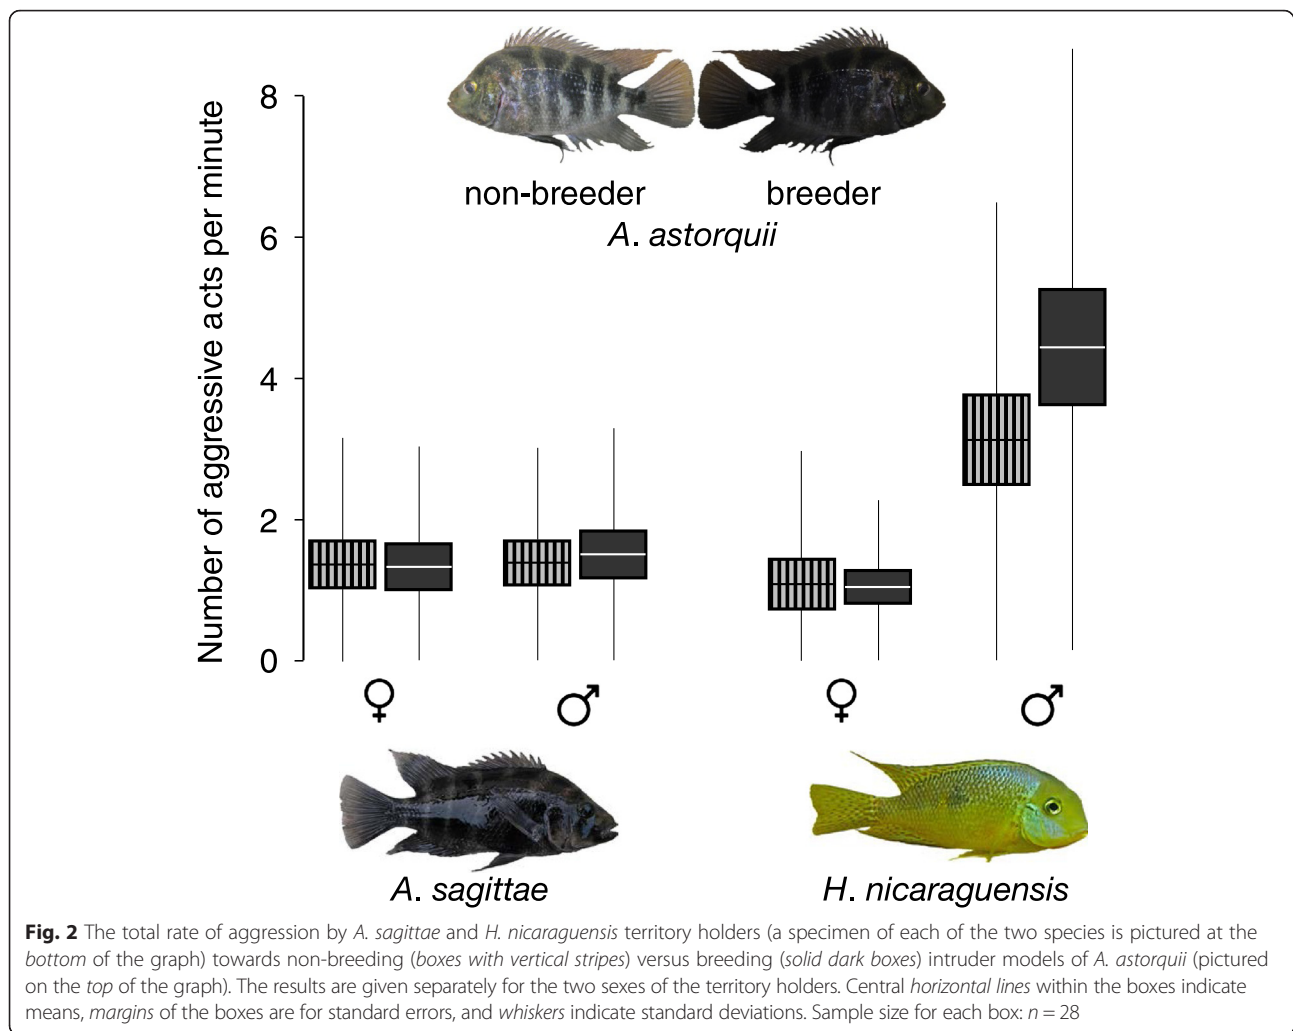 8
6
4
2
0
Number of aggressive acts per minute
non-breeder breeder
A. astorquii
♀ ♂ ♀ ♂
A. sagittae H. nicaraguensis
Fig. 2 The total rate of aggression by A. sagittae and H. nicaraguensis territory holders (a specimen of each of the two species is pictured at the
bottom of the graph) towards non-breeding (boxes with vertical stripes) versus breeding (solid dark boxes) intruder models of A. astorquii (pictured
on the top of the graph). The results are given separately for the two sexes of the territory holders. Central horizontal lines within the boxes indicate
means, margins of the boxes are for standard errors, and whiskers indicate standard deviations. Sample size for each box: n = 28